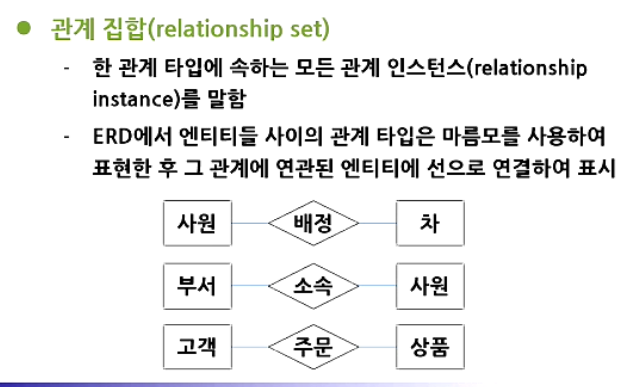 ● 관계 집합(relationship set)
- 한 관계 타입에 속하는 모든 관계 인스턴스(relationship
instance)를 말함
- ERD에서 엔티티들 사이의 관계 타입은 마름모를 사용하여
표현한 후 그 관계에 연관된 엔티티에 선으로 연결하여 표시
사원 배정 차
부서 소속 사원
고객 주문 상품